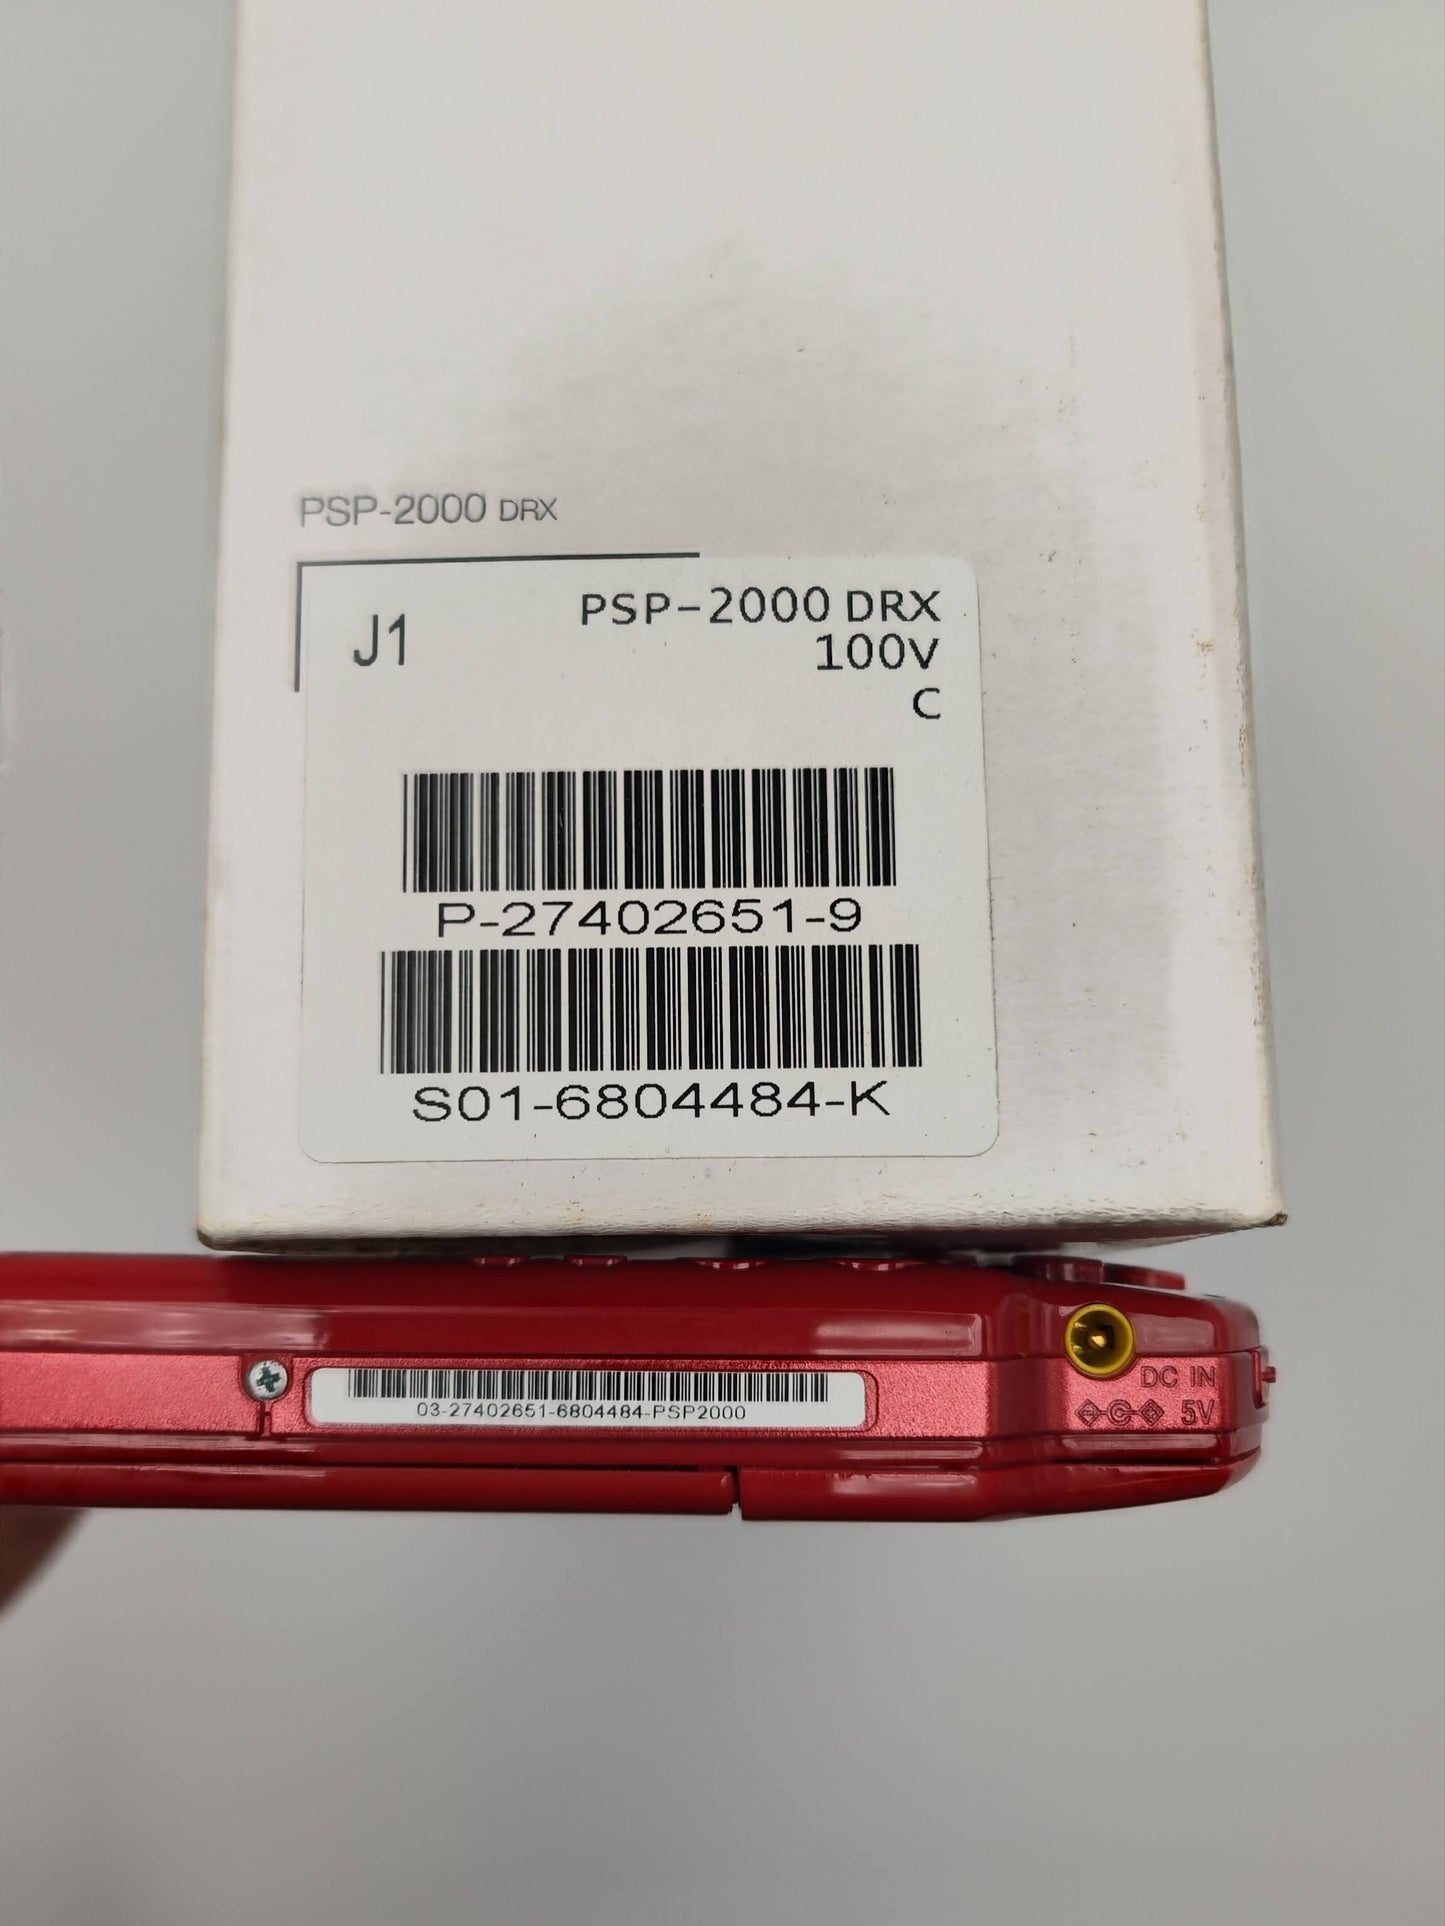 PSP-2000 DRX
J1
PSP-2000 DRX
100V
C
P-27402651-9
S01-6804484-K
03-27402651-6804484-PSP2000
DC IN
5V